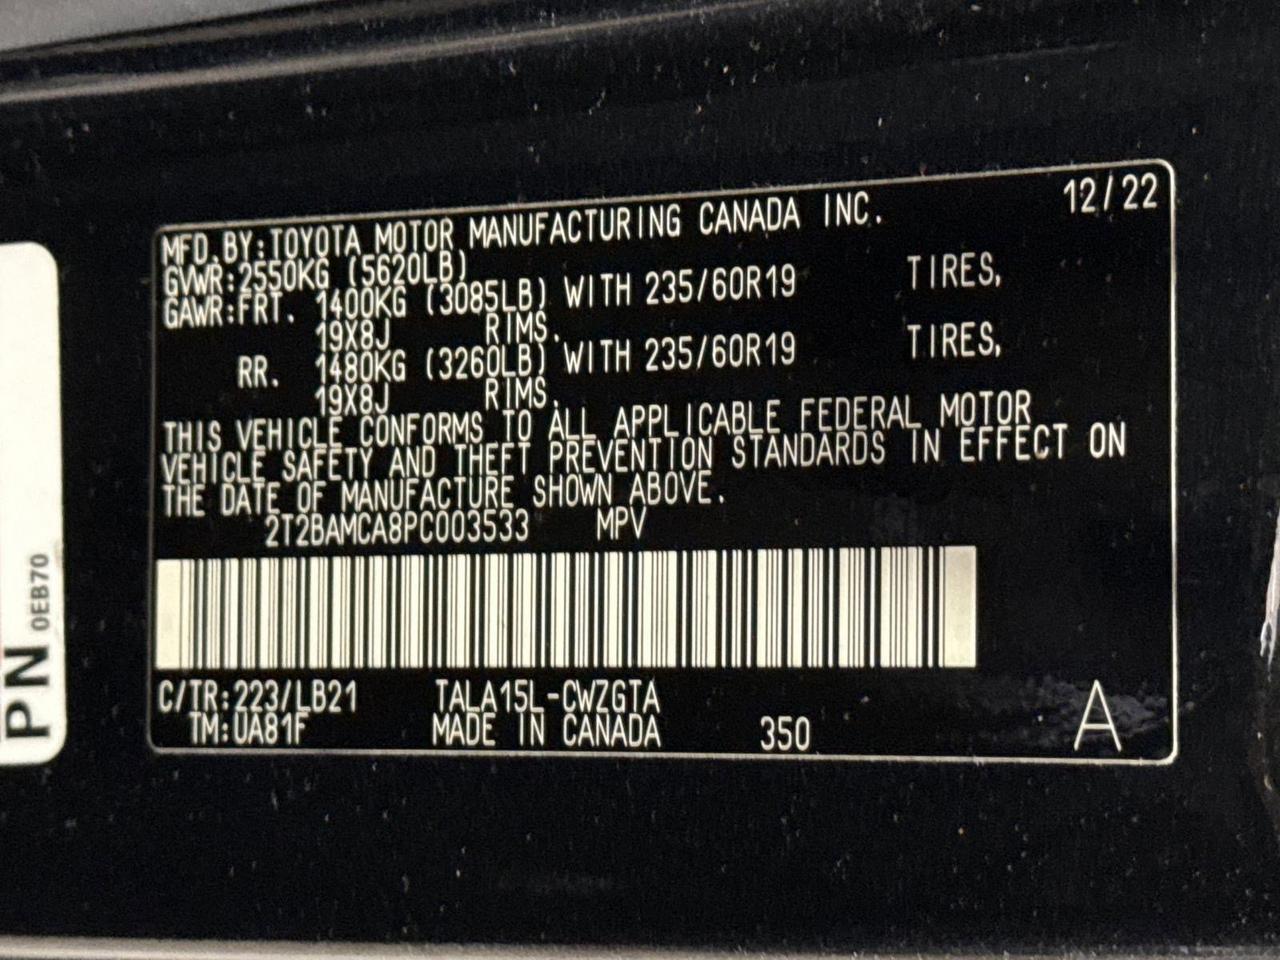 MFD.BY:TOYOTA MOTOR MANUFACTURING CANADA INC. 12/22
GVWR:2550KG (5620LB)
GAWR:FRT. 1400KG (3085LB) WITH 235/60R19 TIRES,
19X8J RIMS.
RR. 1480KG (3260LB) WITH 235/60R19 TIRES,
19X8J RIMS.
THIS VEHICLE CONFORMS TO ALL APPLICABLE FEDERAL MOTOR
VEHICLE SAFETY AND THEFT PREVENTION STANDARDS IN EFFECT ON
THE DATE OF MANUFACTURE SHOWN ABOVE.
2T2BAMCA8PC003533 MPV
C/TR:223/LB21 TALA15L-CWZGTA
TM:UA81F MADE IN CANADA 350 A
PN 0EB70